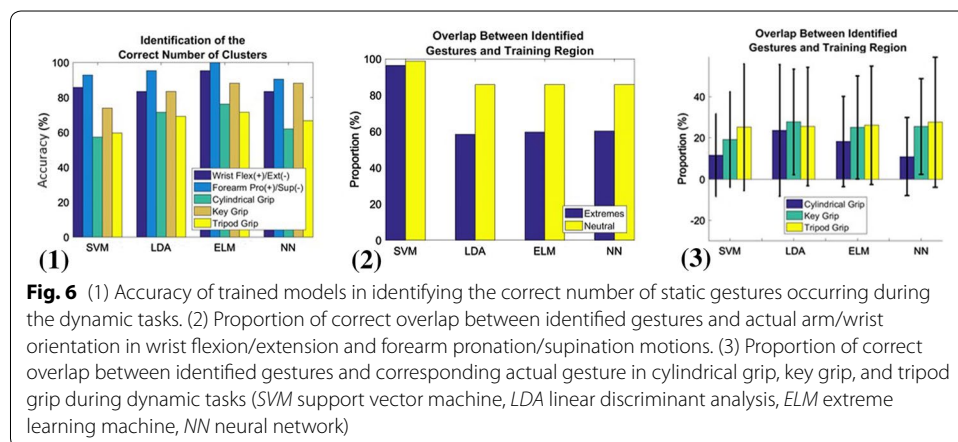 Identification of the
Correct Number of Clusters
100
80
60
40
20
0
Accuracy (%)
Wrist Flex(+)/Ext(-)
Forearm Pro(+)/Sup(-)
Cylindrical Grip
Key Grip
Tripod Grip
SVM LDA ELM NN
(1)
Overlap Between Identified
Gestures and Training Region
100
80
60
40
20
0
Proportion (%)
Extremes
Neutral
SVM LDA ELM NN
(2)
Overlap Between Identified
Gestures and Training Region
40
20
0
-20
Proportion (%)
Cylindrical Grip
Key Grip
Tripod Grip
SVM LDA ELM NN
(3)
Fig. 6 (1) Accuracy of trained models in identifying the correct number of static gestures occurring during
the dynamic tasks. (2) Proportion of correct overlap between identified gestures and actual arm/wrist
orientation in wrist flexion/extension and forearm pronation/supination motions. (3) Proportion of correct
overlap between identified gestures and corresponding actual gesture in cylindrical grip, key grip, and tripod
grip during dynamic tasks (SVM support vector machine, LDA linear discriminant analysis, ELM extreme
learning machine, NN neural network)